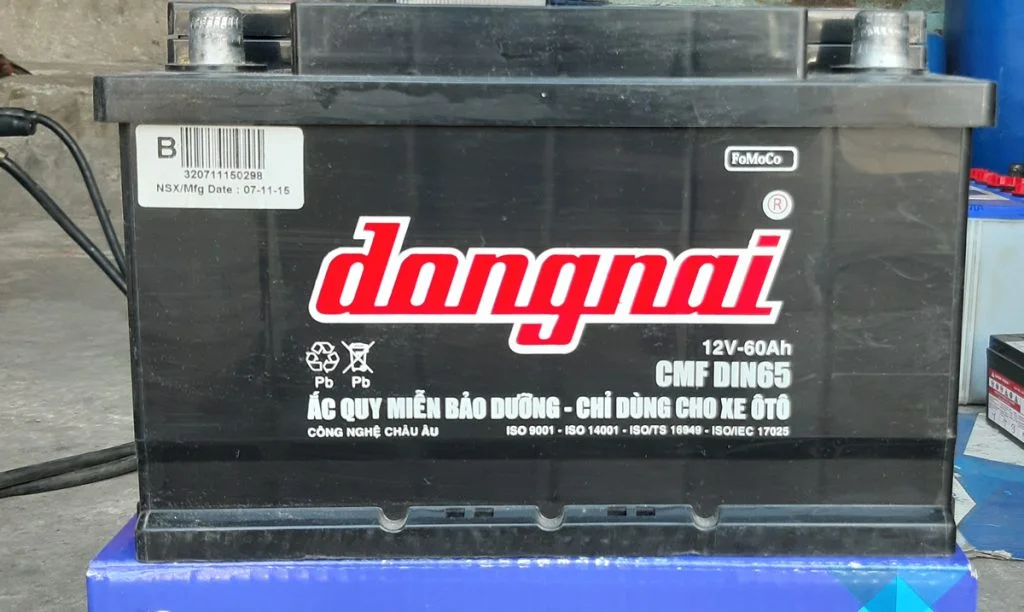 B
320711150298
NSX/Mfg Date : 07-11-15
FoMoCo
®
dongnai
12V-60Ah
CMF DIN65
Pb Pb
ẮC QUY MIỄN BẢO DƯỠNG - CHỈ DÙNG CHO XE ÔTÔ
CÔNG NGHỆ CHÂU ÂU ISO 9001 - ISO 14001 - ISO/TS 16949 - ISO/IEC 17025